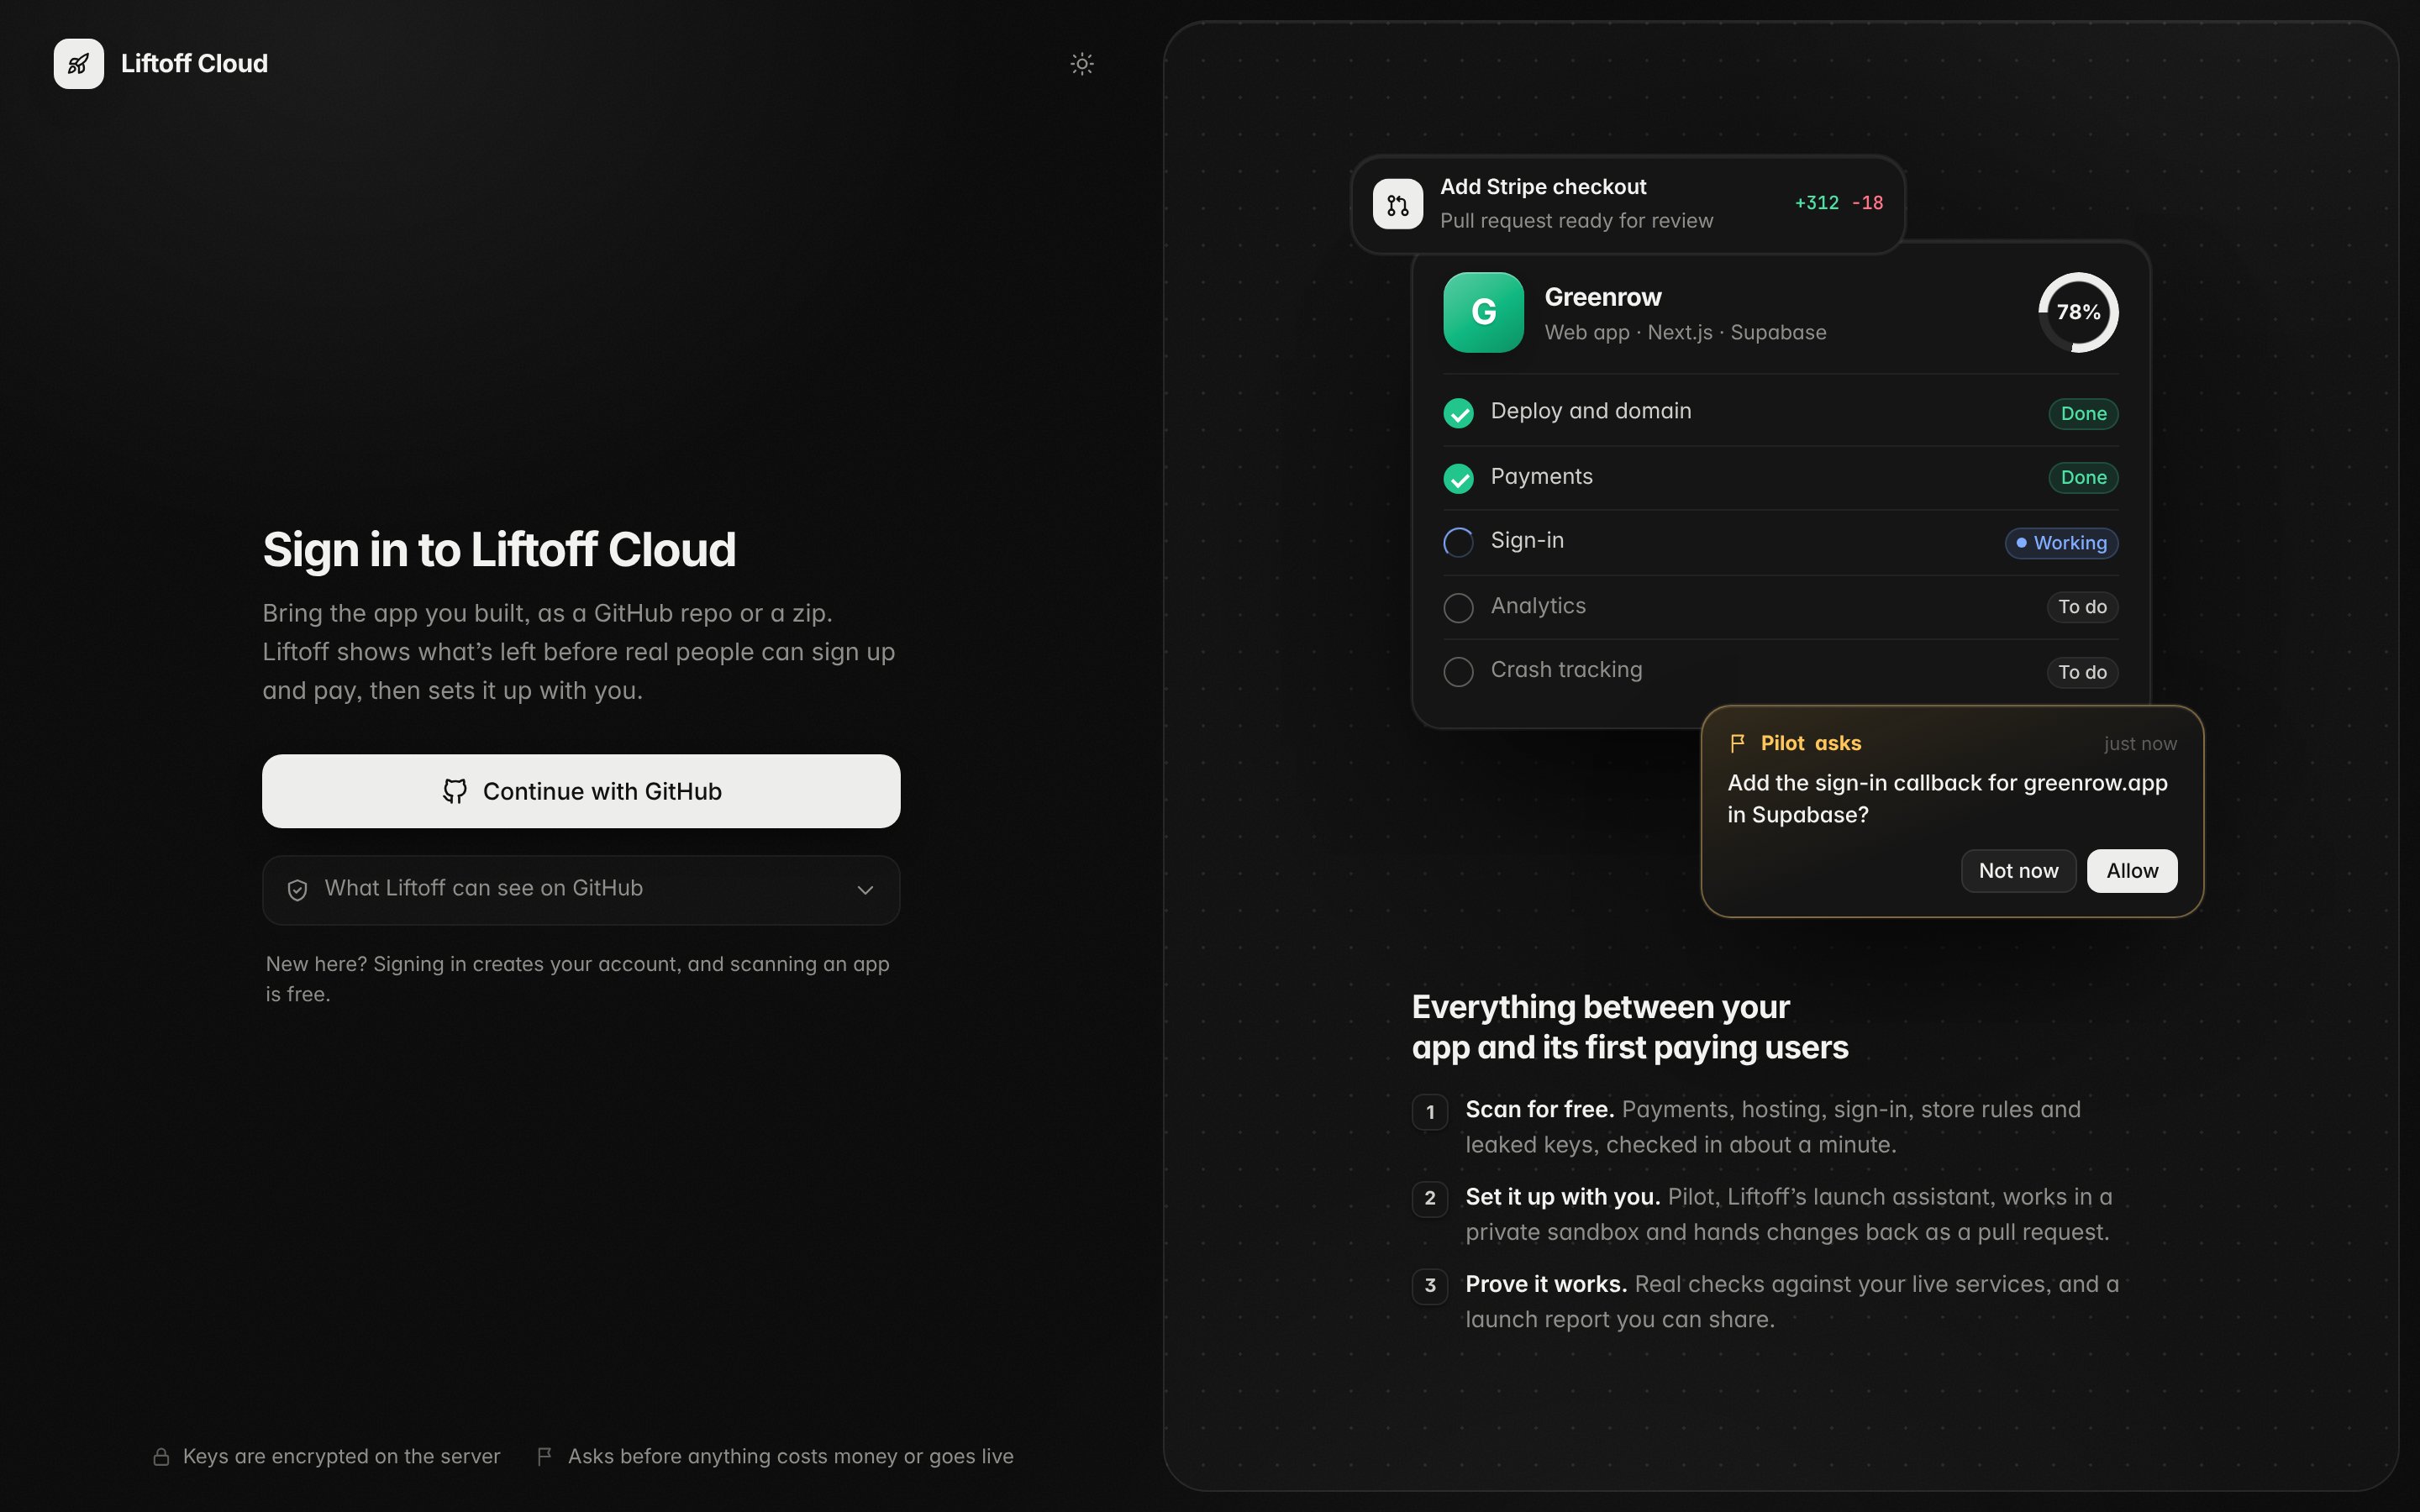 Liftoff Cloud
Sign in to Liftoff Cloud
Bring the app you built, as a GitHub repo or a zip.
Liftoff shows what’s left before real people can sign up
and pay, then sets it up with you.
Continue with GitHub
What Liftoff can see on GitHub
New here? Signing in creates your account, and scanning an app
is free.
Keys are encrypted on the server
Asks before anything costs money or goes live
Add Stripe checkout
Pull request ready for review
+312 -18
G
Greenrow
Web app · Next.js · Supabase
78%
Deploy and domain
Done
Payments
Done
Sign-in
Working
Analytics
To do
Crash tracking
To do
Pilot asks
just now
Add the sign-in callback for greenrow.app
in Supabase?
Not now
Allow
Everything between your
app and its first paying users
1
Scan for free. Payments, hosting, sign-in, store rules and
leaked keys, checked in about a minute.
2
Set it up with you. Pilot, Liftoff’s launch assistant, works in a
private sandbox and hands changes back as a pull request.
3
Prove it works. Real checks against your live services, and a
launch report you can share.